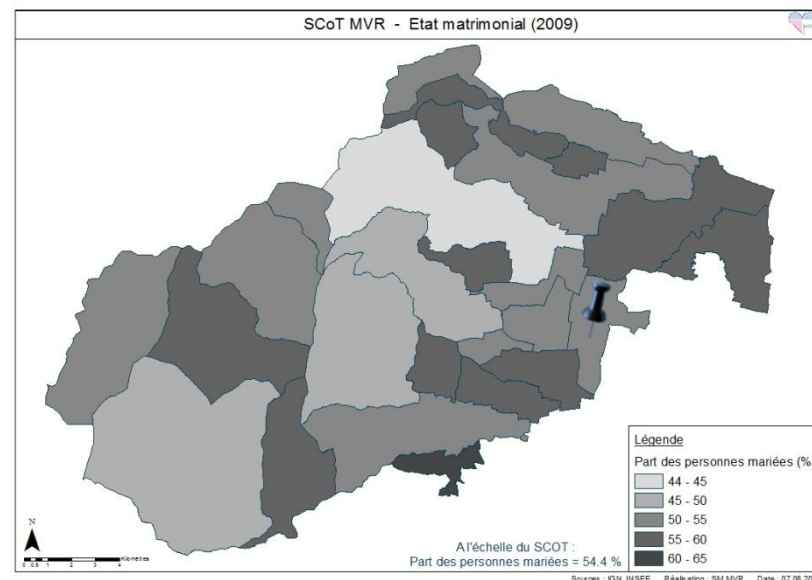 SCoT MVR - Etat matrimonial (2009)
Légende
Part des personnes mariées (%
44 - 45
45 - 50
50 - 55
55 - 60
60 - 65
N
0 0.5 1 2 3 4
Kilomètres
A l'échelle du SCOT :
Part des personnes mariées = 54.4 %
Sources : IGN, INSEE Réalisation : SM MVR Date : 07.08.20